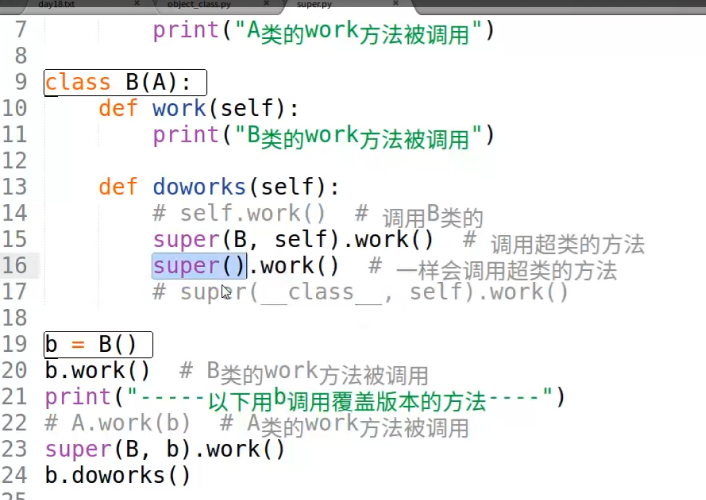 day18.txt × object_class.py × super.py ×
7 print("A类的work方法被调用")
8
9 class B(A):
10 def work(self):
11 print("B类的work方法被调用")
12
13 def doworks(self):
14 # self.work() # 调用B类的
15 super(B, self).work() # 调用超类的方法
16 super().work() # 一样会调用超类的方法
17 # super(__class__, self).work()
18
19 b = B()
20 b.work() # B类的work方法被调用
21 print("-----以下用b调用覆盖版本的方法----")
22 # A.work(b) # A类的work方法被调用
23 super(B, b).work()
24 b.doworks()
25